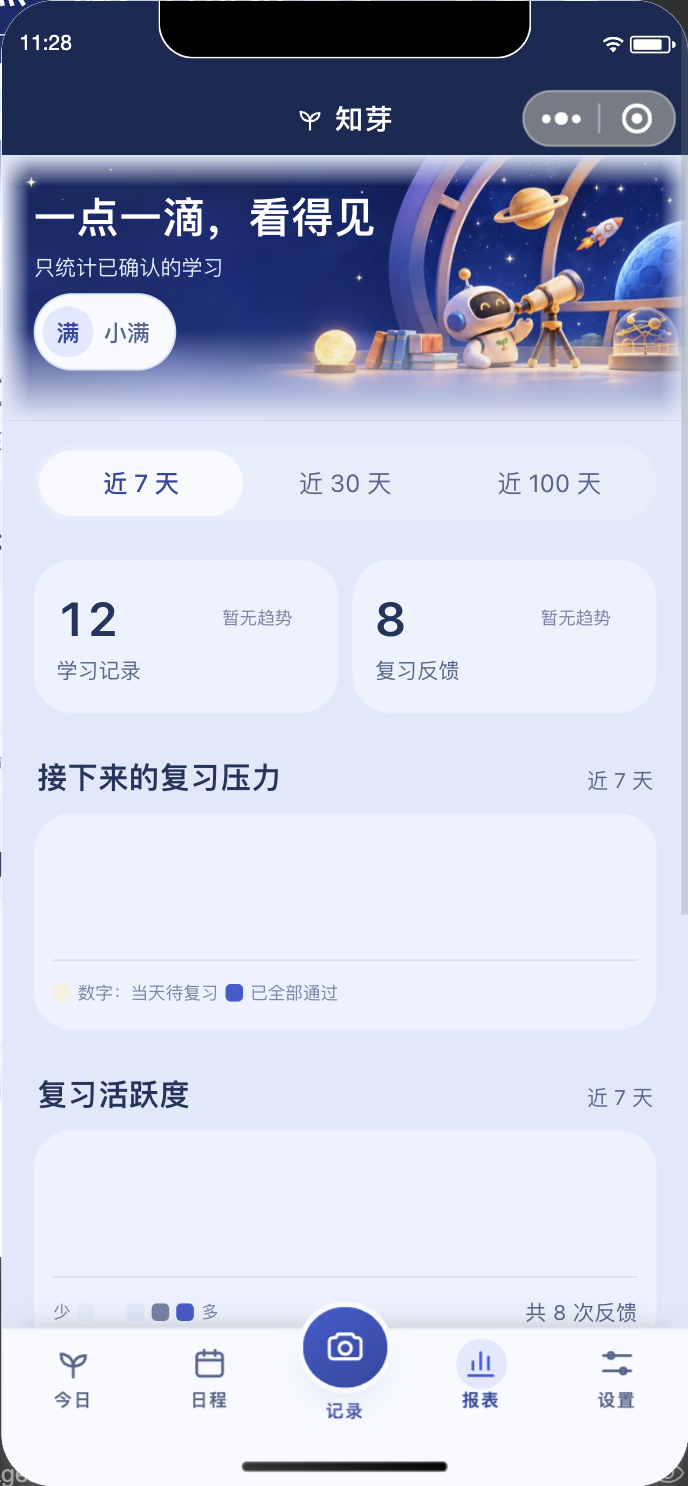 11:28
知芽
一点一滴，看得见
只统计已确认的学习
满 小满
近 7 天 近 30 天 近 100 天
12 暂无趋势
学习记录
8 暂无趋势
复习反馈
接下来的复习压力 近 7 天
数字：当天待复习 已全部通过
复习活跃度 近 7 天
少 多 共 8 次反馈
今日 日程 记录 报表 设置